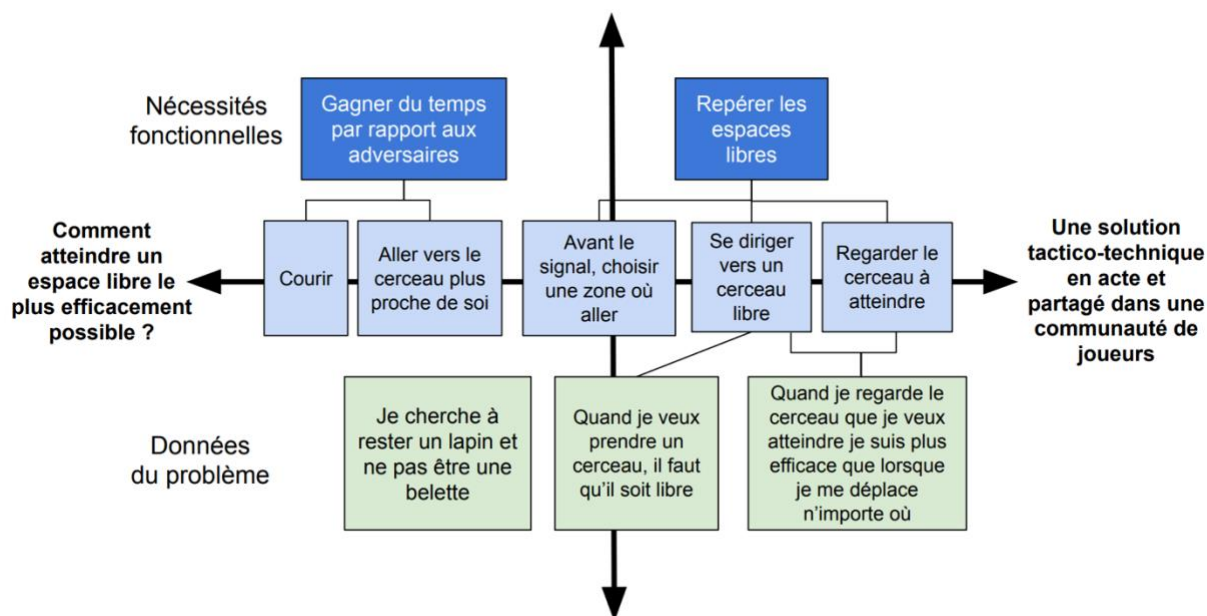 Nécessités
fonctionnelles
Gagner du temps
par rapport aux
adversaires
Repérer les
espaces
libres
Comment
atteindre un
espace libre le
plus efficacement
possible ?
Courir
Aller vers le
cerceau plus
proche de soi
Avant le
signal, choisir
une zone où
aller
Se diriger
vers un
cerceau
libre
Regarder le
cerceau à
atteindre
Une solution
tactico-technique
en acte et
partagé dans une
communauté de
joueurs
Données
du problème
Je cherche à
rester un lapin et
ne pas être une
belette
Quand je veux
prendre un
cerceau, il faut
qu'il soit libre
Quand je regarde le
cerceau que je veux
atteindre je suis plus
efficace que lorsque
je me déplace
n'importe où